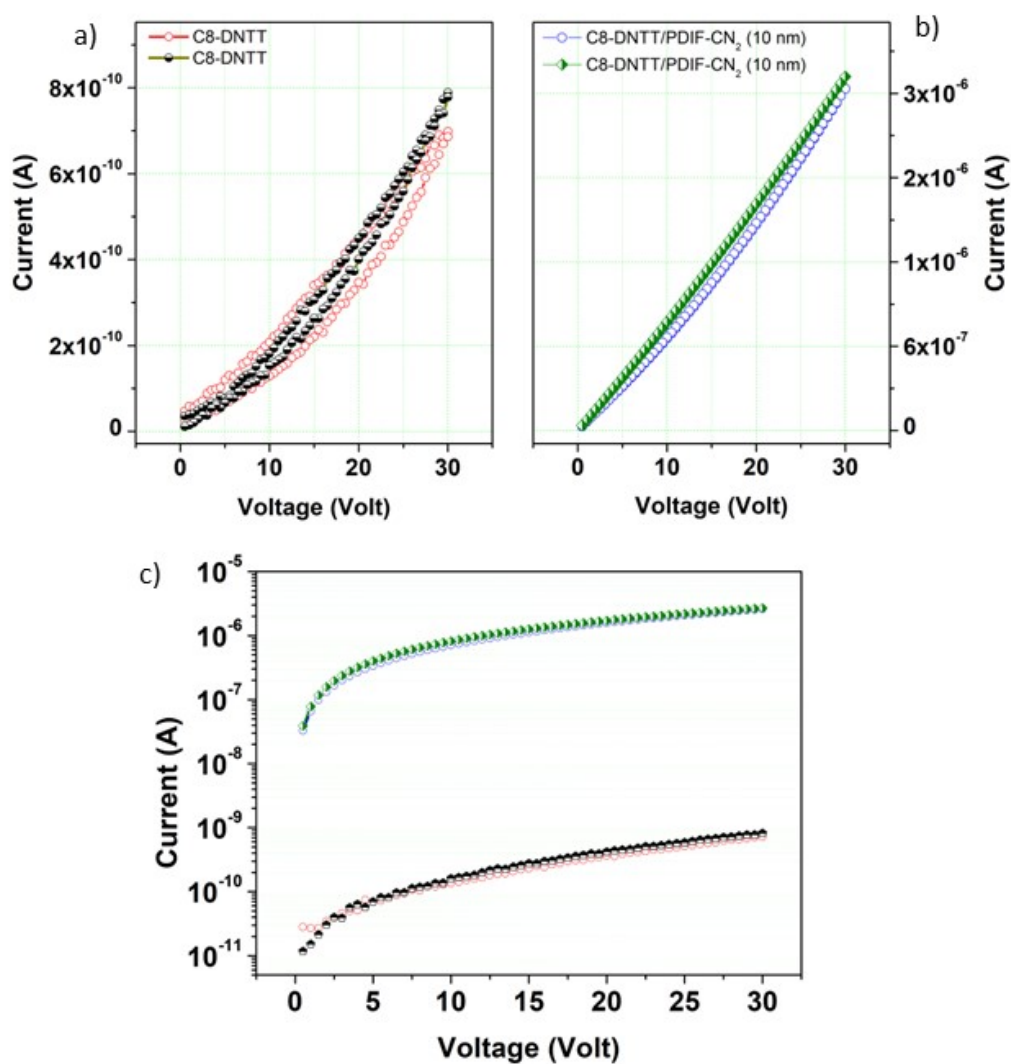 a)
C8-DNTT
C8-DNTT
8x10-10
6x10-10
4x10-10
2x10-10
0
Current (A)
0 10 20 30
Voltage (Volt)
b)
C8-DNTT/PDIF-CN2 (10 nm)
C8-DNTT/PDIF-CN2 (10 nm)
3x10-6
2x10-6
1x10-6
6x10-7
0
Current (A)
0 10 20 30
Voltage (Volt)
c)
10-5
10-6
10-7
10-8
10-9
10-10
10-11
Current (A)
0 5 10 15 20 25 30
Voltage (Volt)